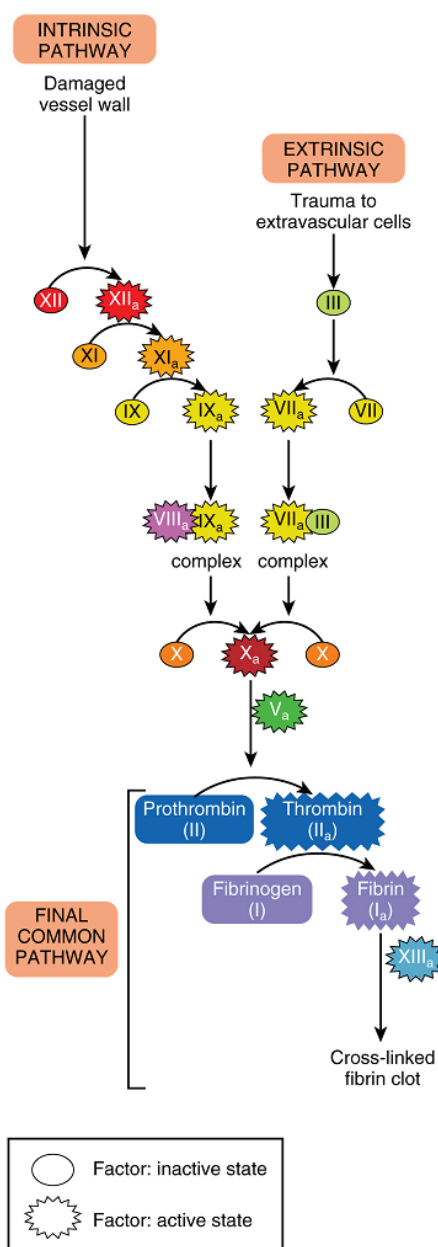 INTRINSIC
PATHWAY
Damaged
vessel wall
EXTRINSIC
PATHWAY
Trauma to
extravascular cells
XII
XIIa
III
XI
XIa
IX
IXa
VIIa
VII
VIIIa
IXa
VIIa
III
complex
complex
X
Xa
X
Va
Prothrombin
(II)
Thrombin
(IIa)
Fibrinogen
(I)
Fibrin
(Ia)
FINAL
COMMON
PATHWAY
XIIIa
Cross-linked
fibrin clot
Factor: inactive state
Factor: active state